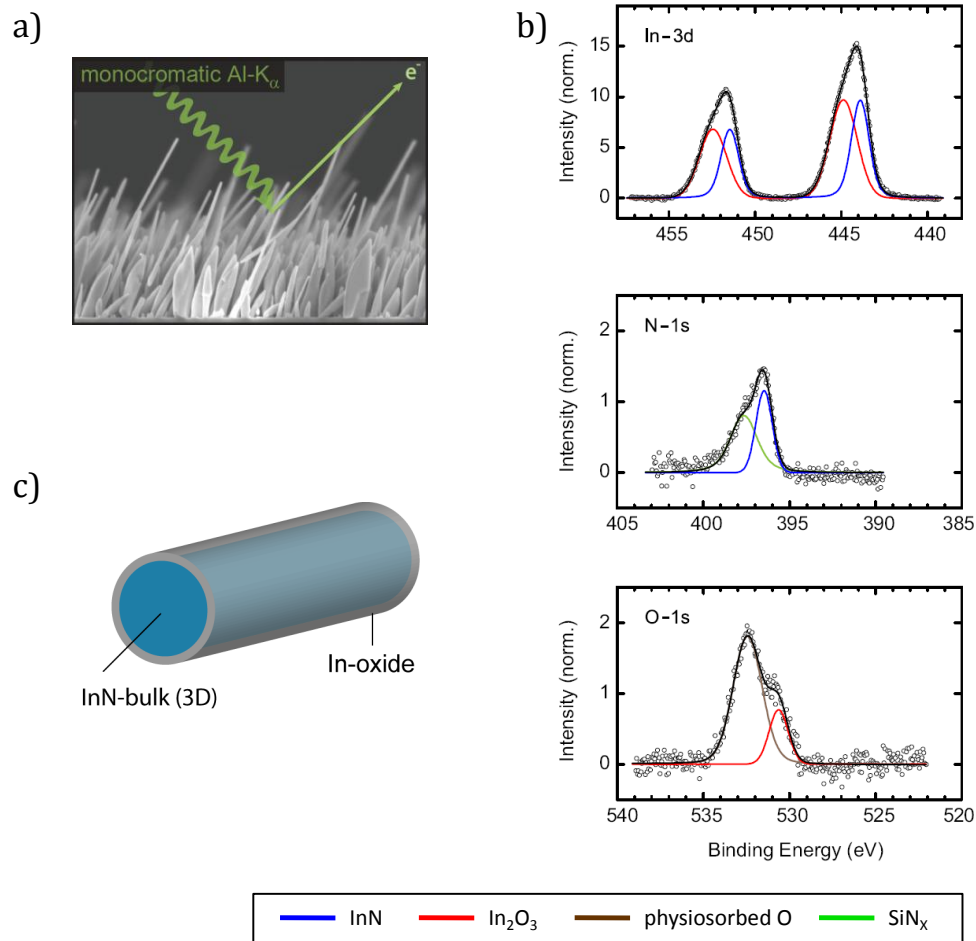 a)
monocromatic Al-Kα
e-
b)
In-3d
Intensity (norm.)
15
10
5
0
455 450 445 440
N-1s
Intensity (norm.)
2
1
0
405 400 395 390 385
c)
InN-bulk (3D)
In-oxide
O-1s
Intensity (norm.)
2
1
0
540 535 530 525 520
Binding Energy (eV)
InN In2O3 physiosorbed O SiNX